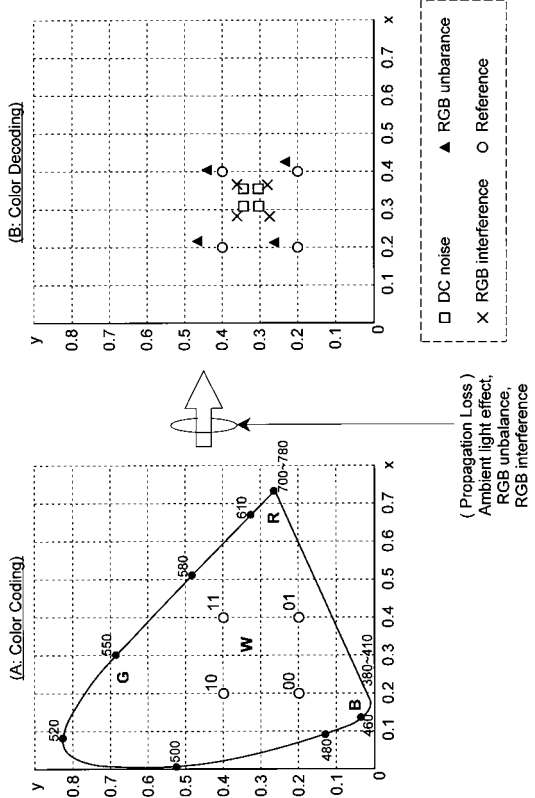 (A: Color Coding)
y
0.8
0.7
0.6
0.5
0.4
0.3
0.2
0.1
0
0.1
0.2
0.3
0.4
0.5
0.6
0.7
x
520
550
580
610
700~780
500
480
460
380~410
G
R
B
W
10
11
00
01
( Propagation Loss )
Ambient light effect,
RGB unbalance,
RGB interference
(B: Color Decoding)
y
0.8
0.7
0.6
0.5
0.4
0.3
0.2
0.1
0
0.1
0.2
0.3
0.4
0.5
0.6
0.7
0.8
x
DC noise
RGB unbarance
RGB interference
Reference